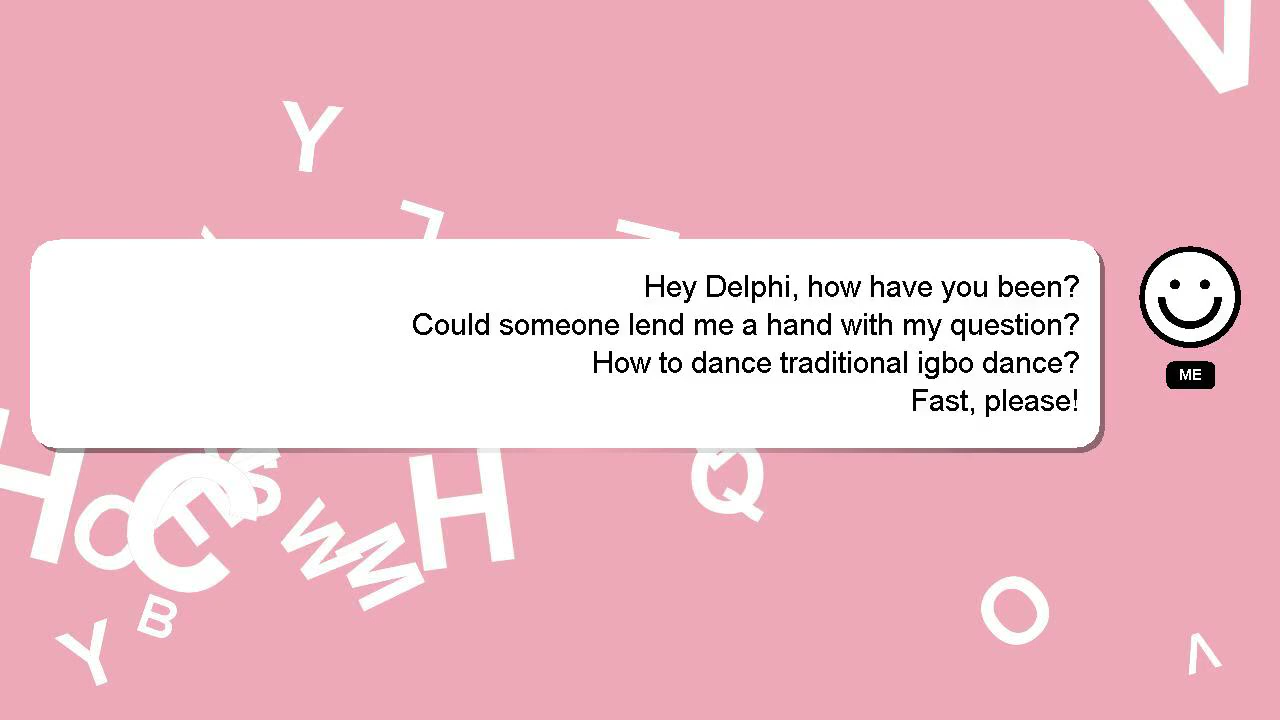 Hey Delphi, how have you been?
Could someone lend me a hand with my question?
How to dance traditional igbo dance?
Fast, please!
ME
V
Y
H
O
C
T
S
W
M
H
Q
Y
B
O
V